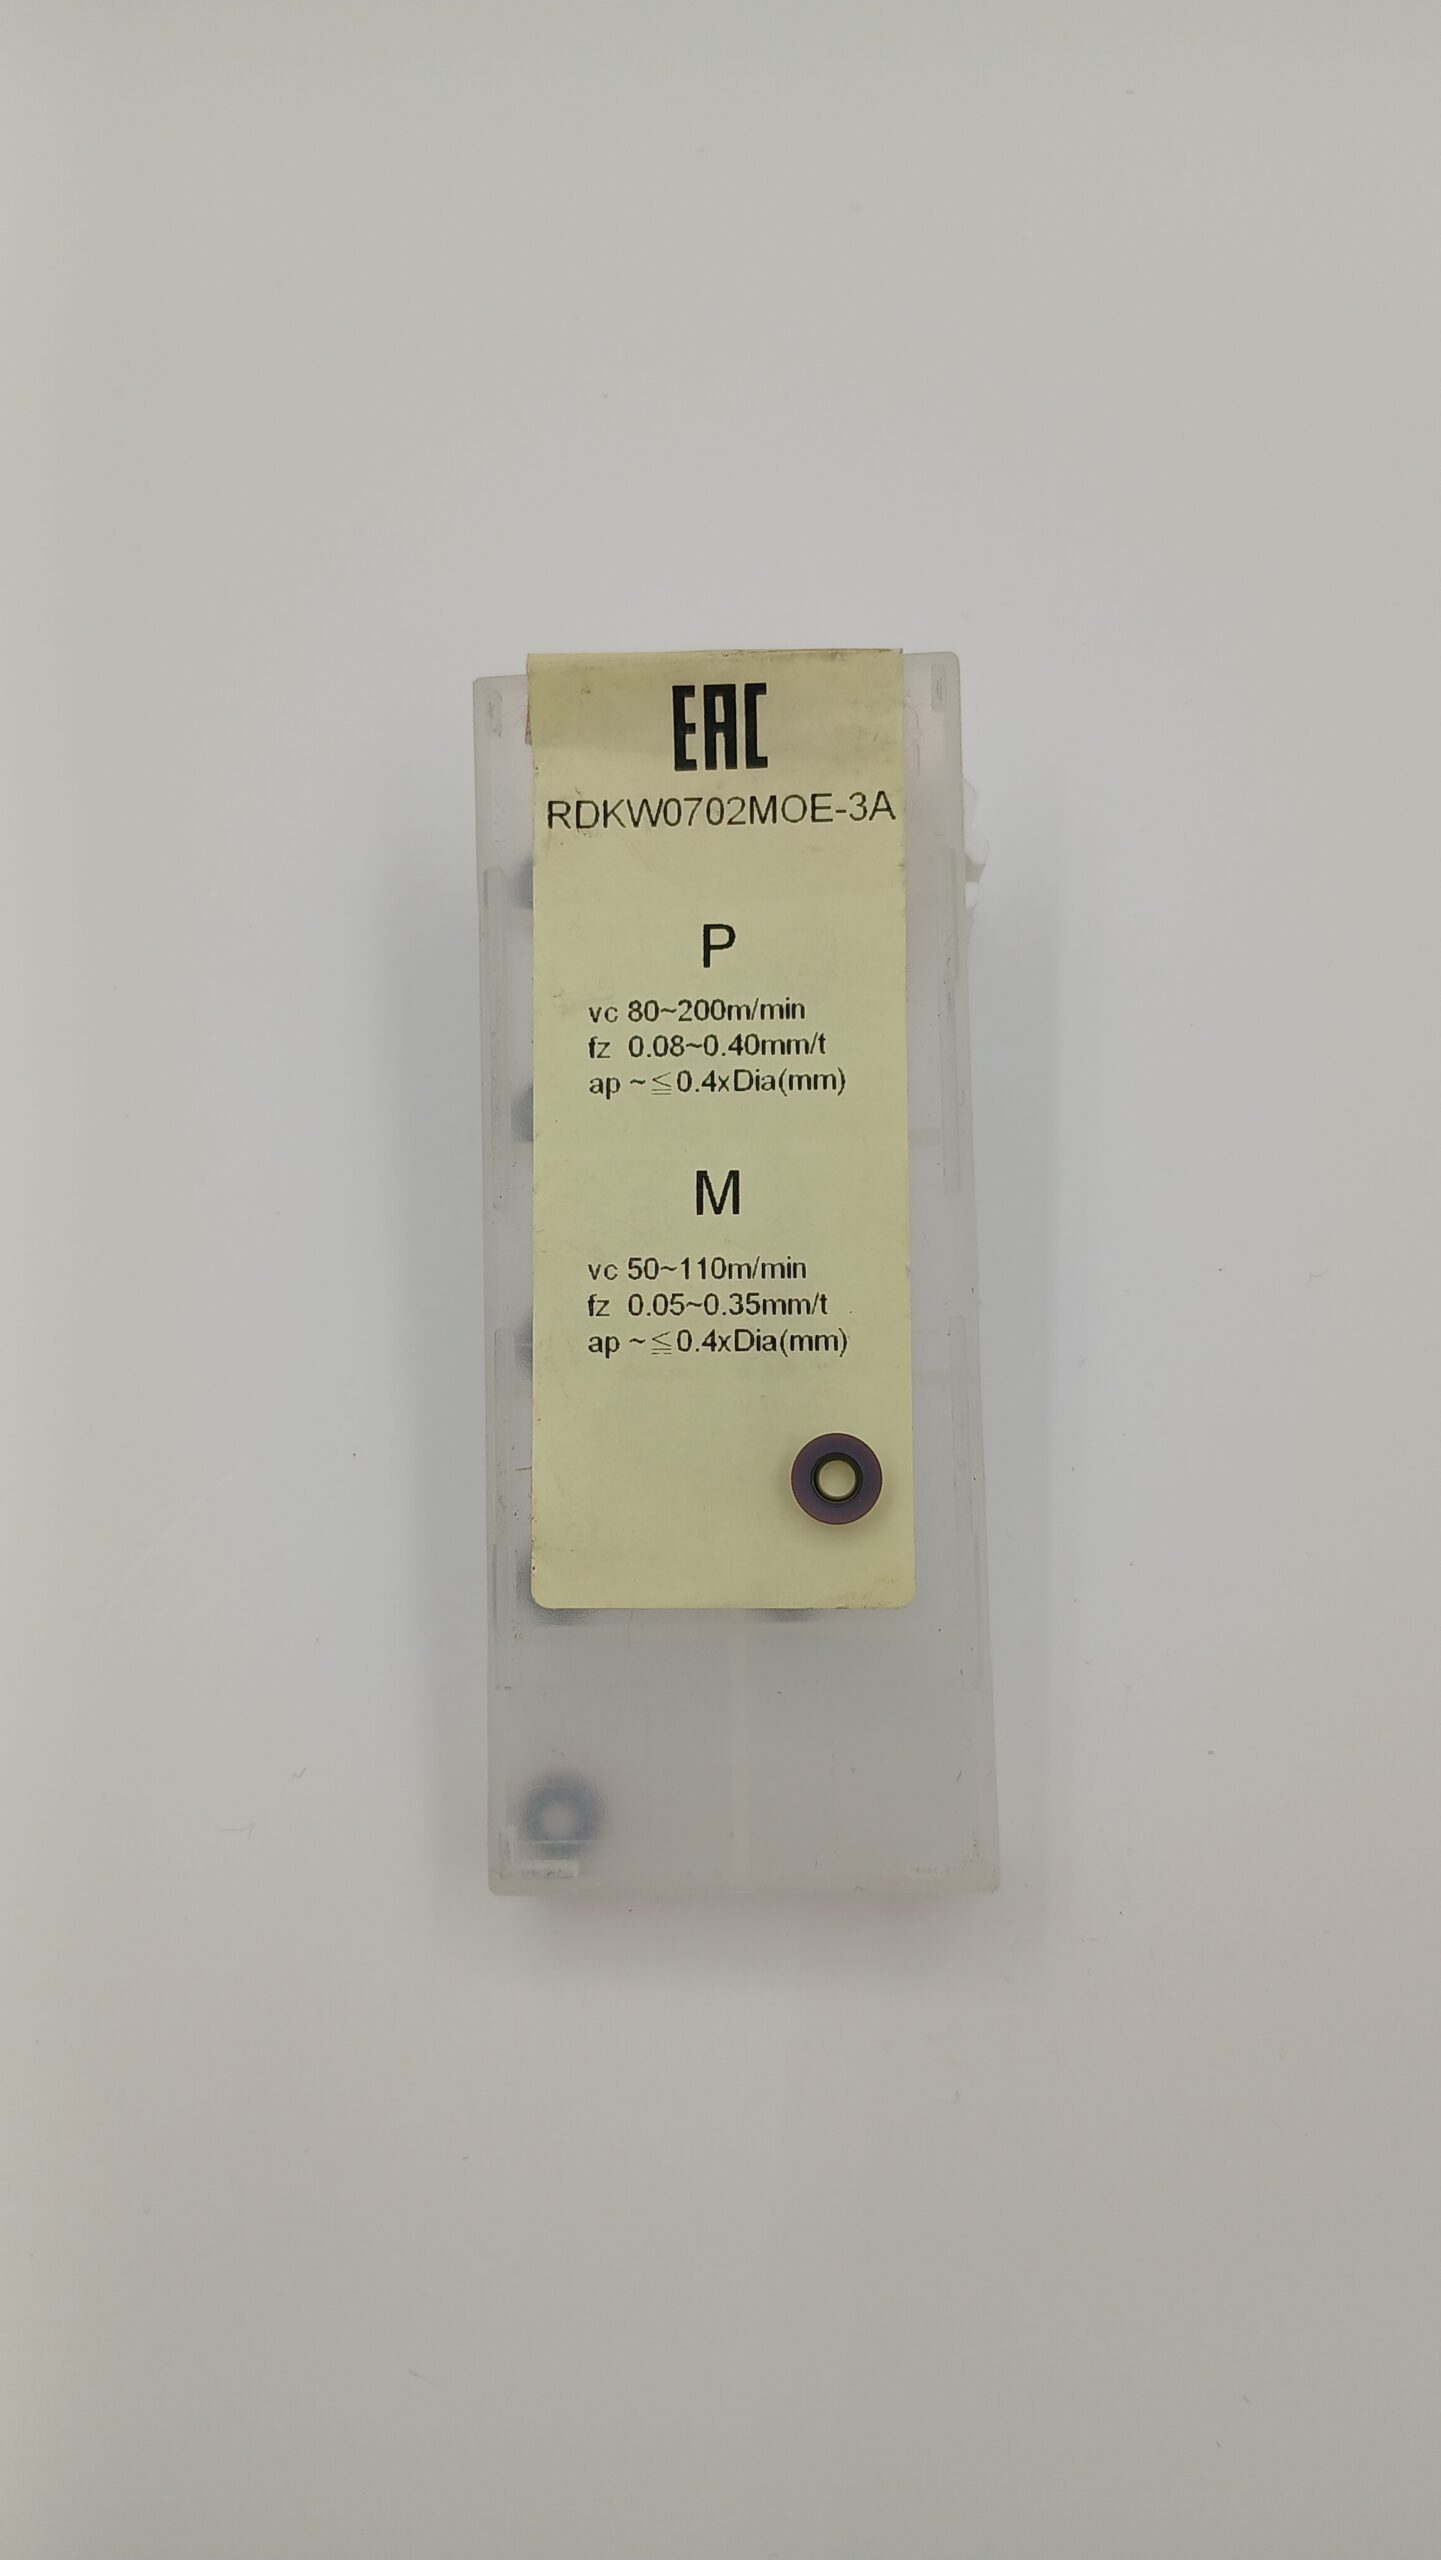 EAC
RDKW0702MOE-3A
P
vc 80~200m/min
fz 0.08~0.40mm/t
ap ~≦0.4xDia(mm)
M
vc 50~110m/min
fz 0.05~0.35mm/t
ap ~≦0.4xDia(mm)